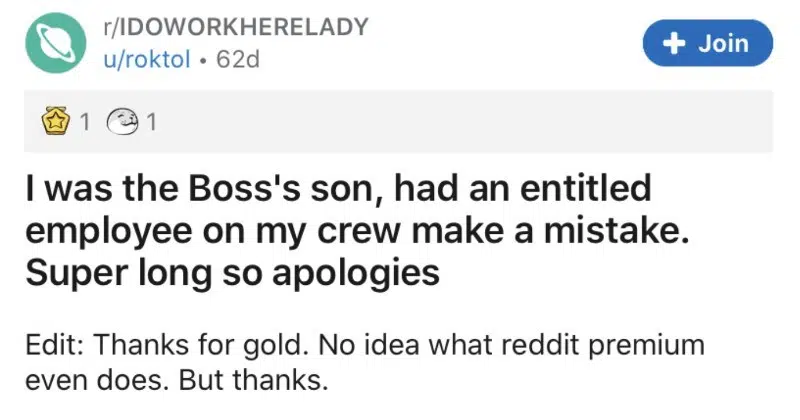 r/IDOWORKHERELADY
u/roktol • 62d
+ Join
1 1
I was the Boss's son, had an entitled
employee on my crew make a mistake.
Super long so apologies
Edit: Thanks for gold. No idea what reddit premium
even does. But thanks.